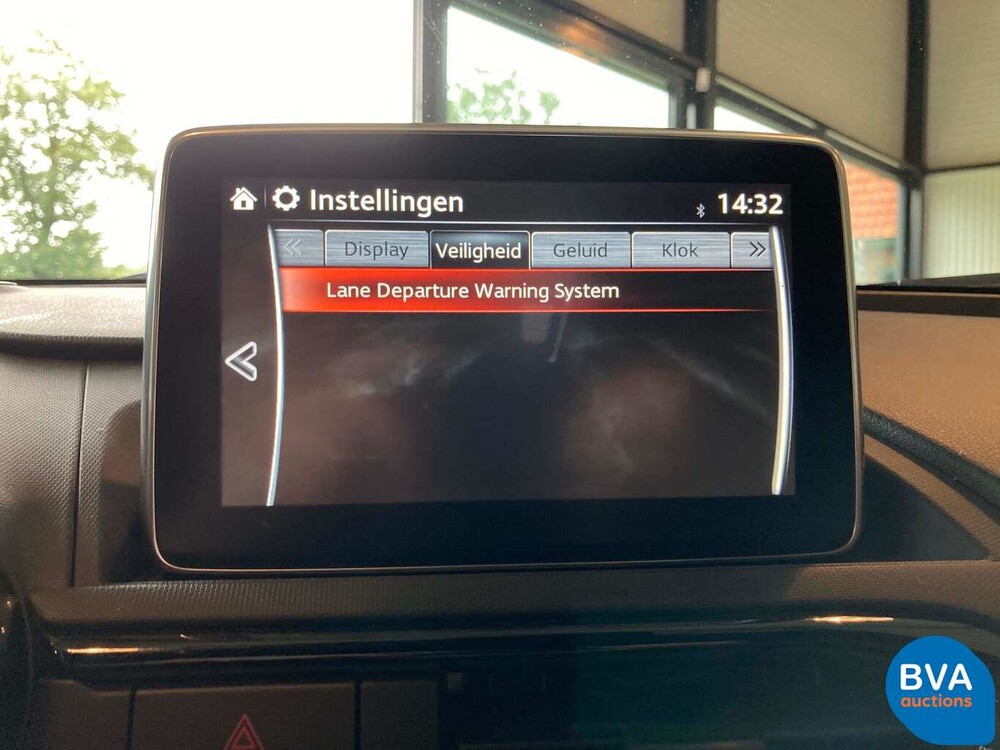 Instellingen
14:32
Display
Veiligheid
Geluid
Klok
Lane Departure Warning System
BVA
auctions